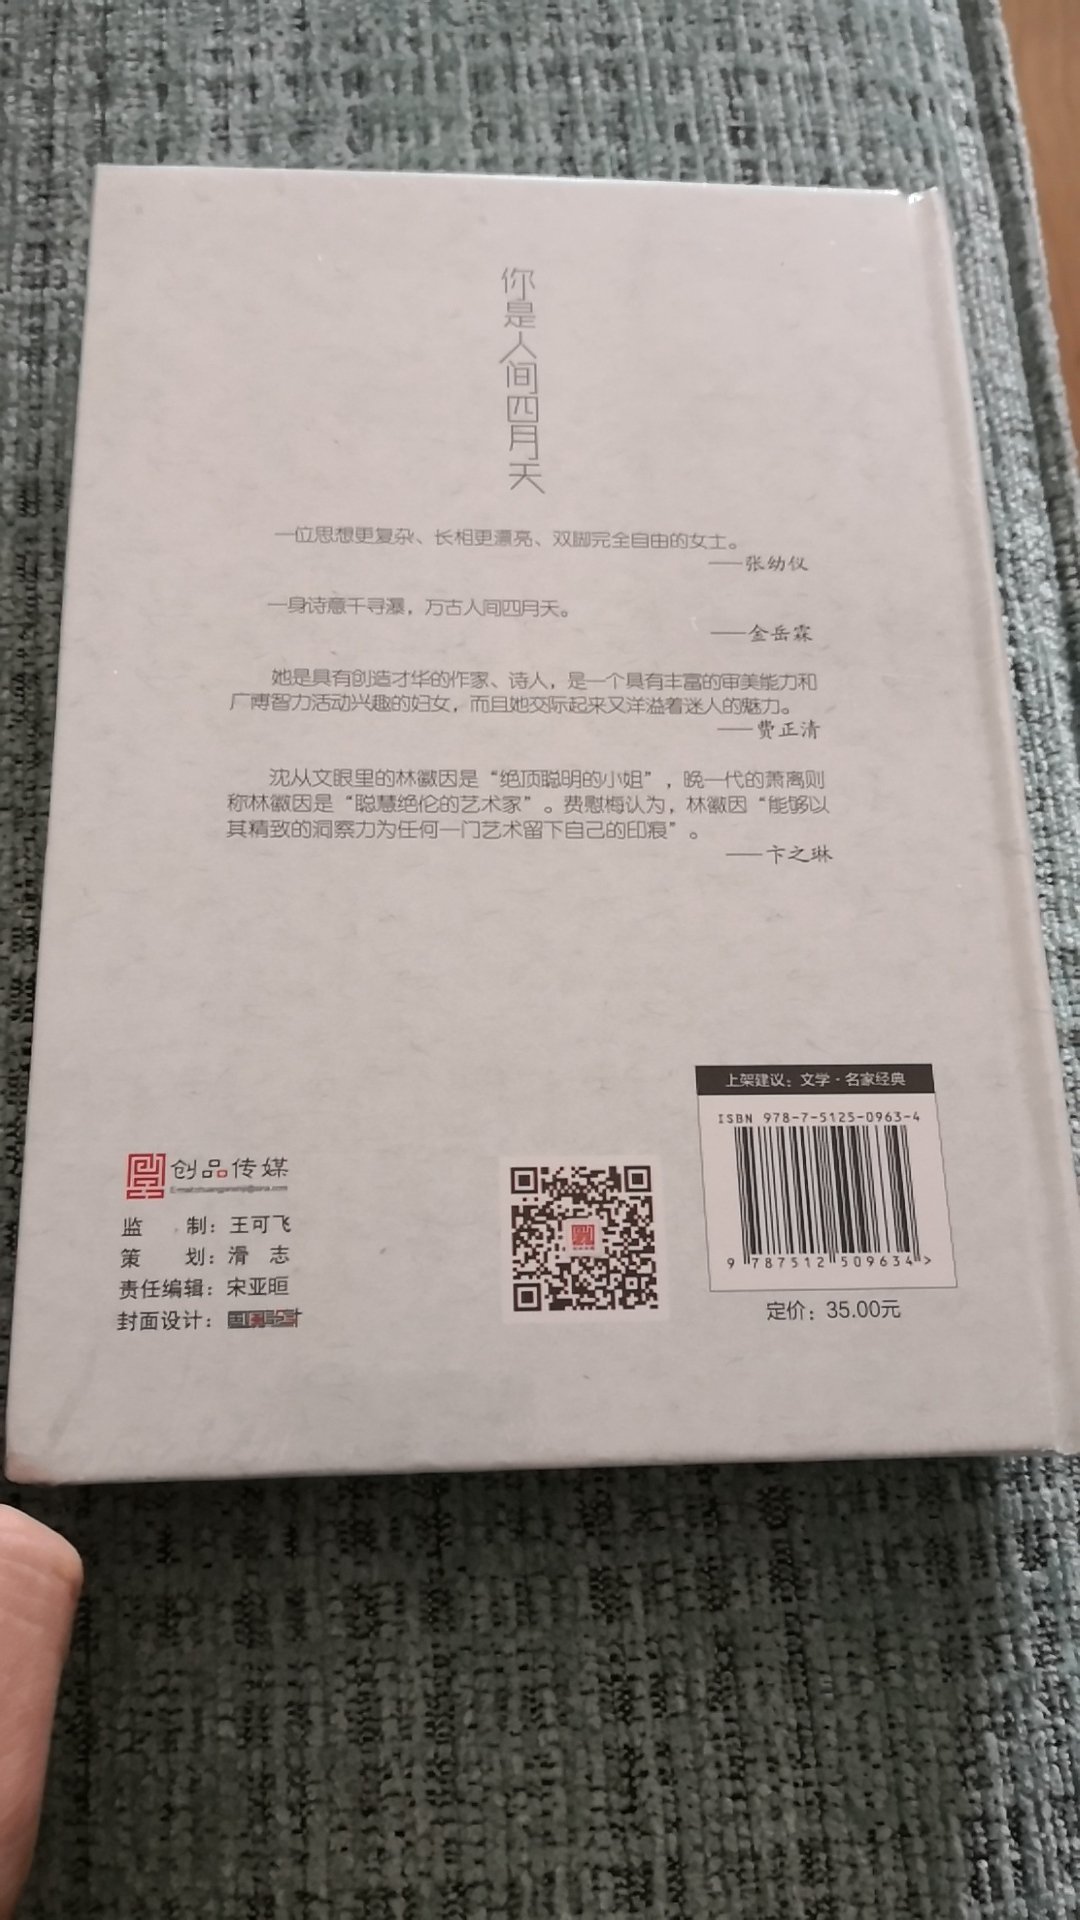 你是人间四月天
一位思想更复杂、长相更漂亮、双脚完全自由的女士。
——张幼仪
一身诗意千寻瀑，万古人间四月天。
——金岳霖
她是具有创造才华的作家、诗人，是一个具有丰富的审美能力和
广博智力活动兴趣的妇女，而且她交际起来又洋溢着迷人的魅力。
——费正清
沈从文眼里的林徽因是“绝顶聪明的小姐”，晚一代的萧离则
称林徽因是“聪慧绝伦的艺术家”。费慰梅认为，林徽因“能够以
其精致的洞察力为任何一门艺术留下自己的印痕”。
——卞之琳
上架建议：文学·名家经典
ISBN 978-7-5125-0963-4
9 787512 509634 >
定价：35.00元
创品传媒
监 制：王可飞
策 划：滑 志
责任编辑：宋亚晅
封面设计：